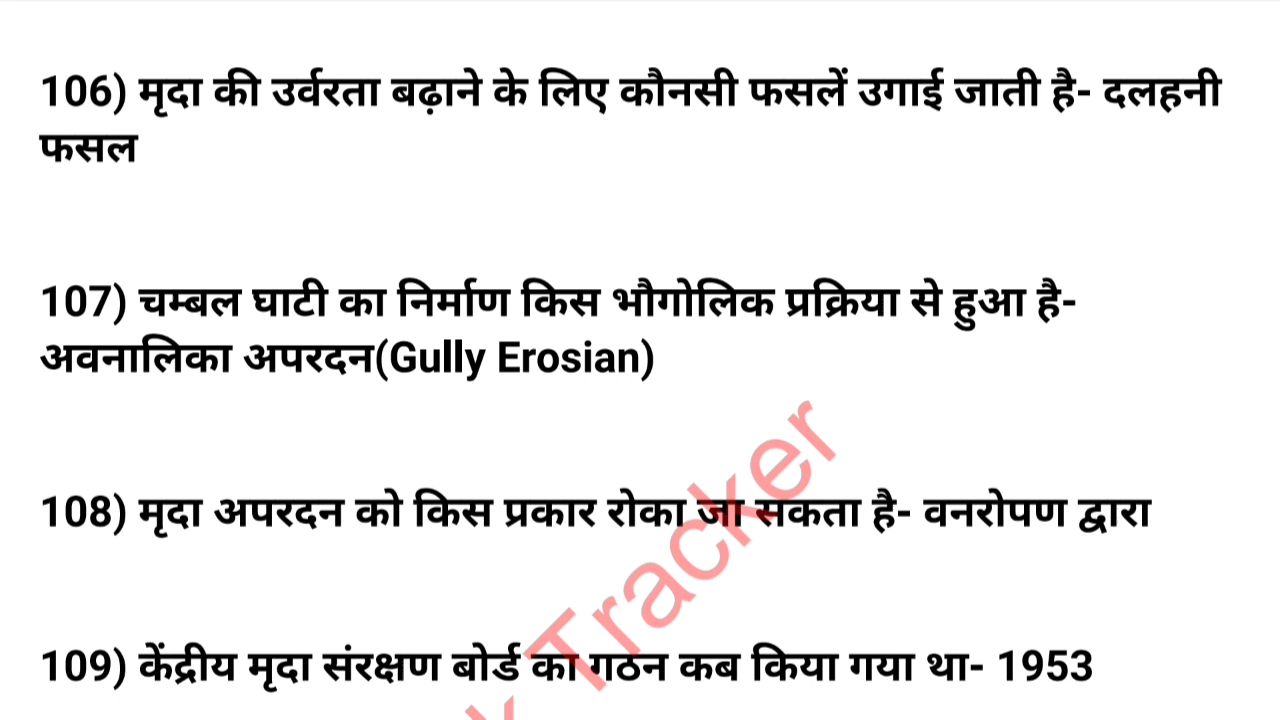 106) मृदा की उर्वरता बढ़ाने के लिए कौनसी फसलें उगाई जाती है- दलहनी
फसल
107) चम्बल घाटी का निर्माण किस भौगोलिक प्रक्रिया से हुआ है-
अवनालिका अपरदन(Gully Erosian)
108) मृदा अपरदन को किस प्रकार रोका जा सकता है- वनरोपण द्वारा
109) केंद्रीय मृदा संरक्षण बोर्ड का गठन कब किया गया था- 1953
Tracker